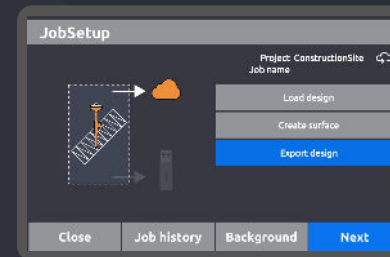 JobSetup
Project: ConstructionSite
Job name
Load design
Create surface
Export design
Close
Job history
Background
Next